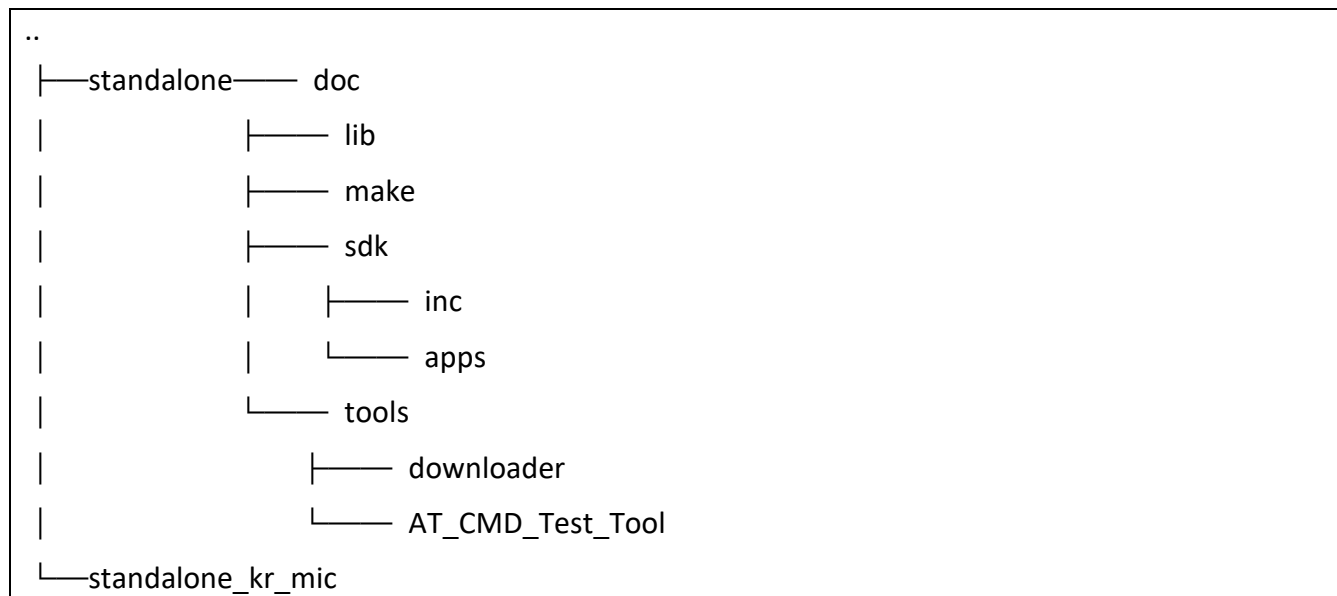 ..
├──standalone─── doc
│ ├─── lib
│ ├─── make
│ ├─── sdk
│ │ ├─── inc
│ │ └─── apps
│ └─── tools
│ ├─── downloader
│ └─── AT_CMD_Test_Tool
└──standalone_kr_mic